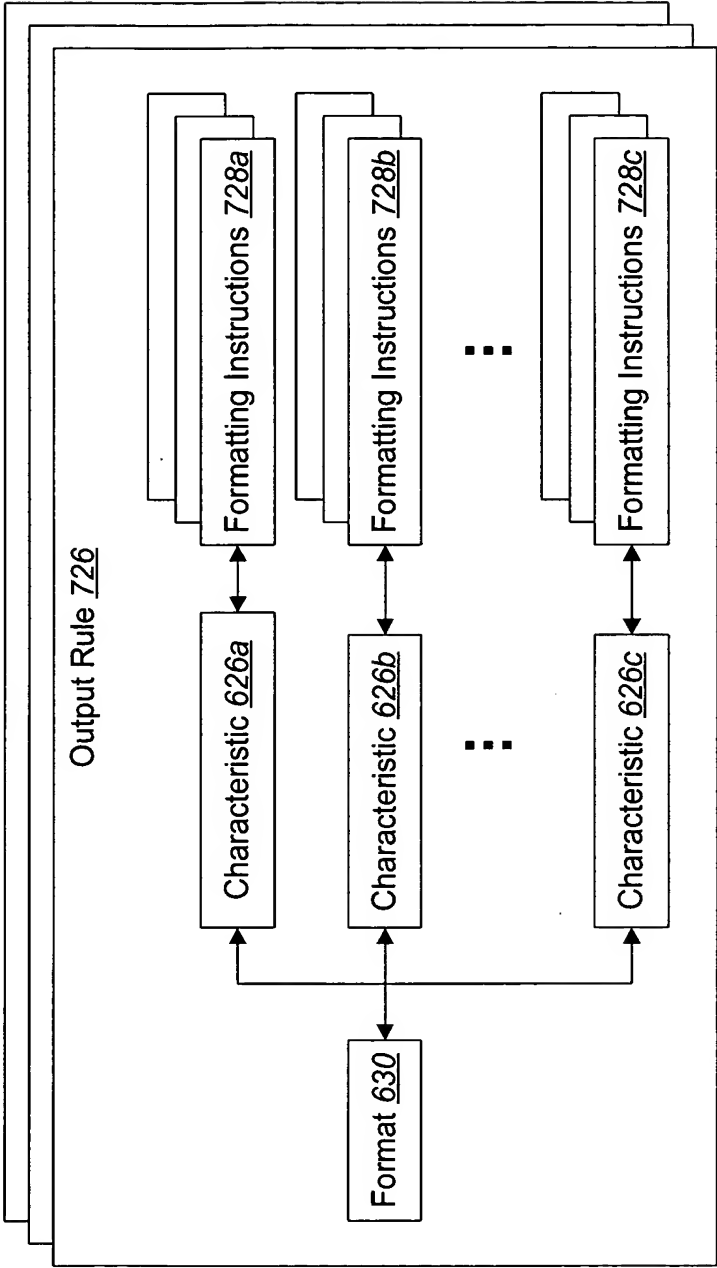 Output Rule 726
Format 630
Characteristic 626a
Formatting Instructions 728a
Characteristic 626b
Formatting Instructions 728b
Characteristic 626c
Formatting Instructions 728c